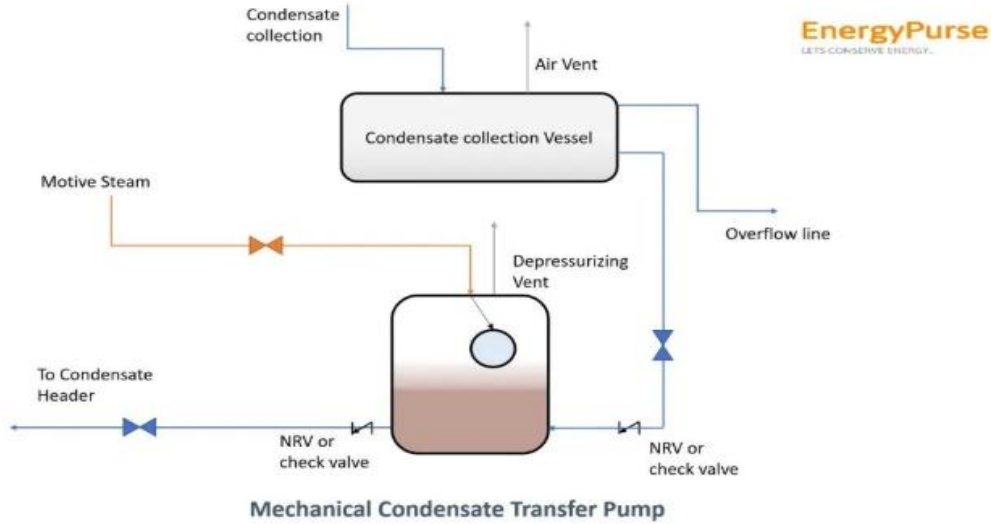 Condensate
collection
EnergyPurse
LETS CONSERVE ENERGY..
Air Vent
Condensate collection Vessel
Motive Steam
Overflow line
Depressurizing
Vent
To Condensate
Header
NRV or
check valve
NRV or
check valve
Mechanical Condensate Transfer Pump